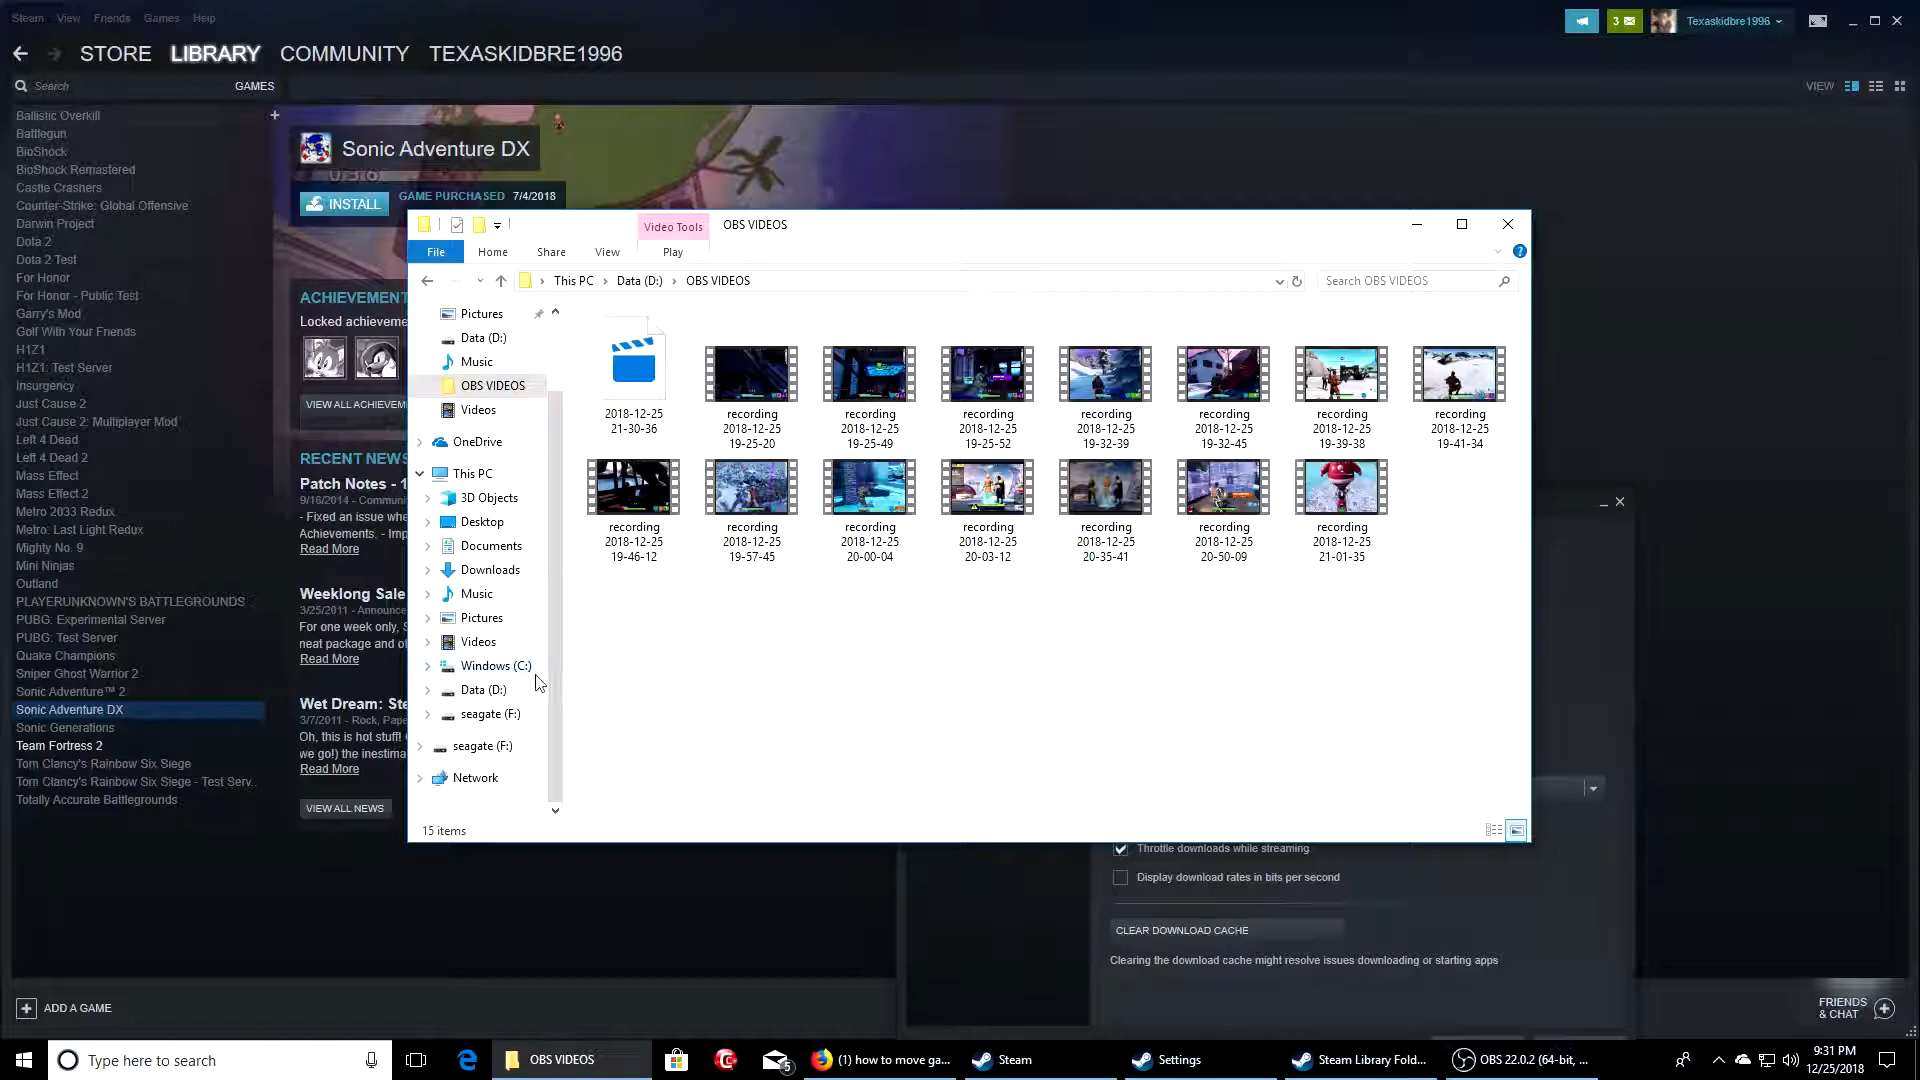 Steam View Friends Games Help
3
Texaskidbre1996
STORE LIBRARY COMMUNITY TEXASKIDBRE1996
Search
GAMES
VIEW
Ballistic Overkill
Battlegun
BioShock
BioShock Remastered
Castle Crashers
Counter-Strike: Global Offensive
Darwin Project
Dota 2
Dota 2 Test
For Honor
For Honor - Public Test
Garry's Mod
Golf With Your Friends
H1Z1
H1Z1: Test Server
Insurgency
Just Cause 2
Just Cause 2: Multiplayer Mod
Left 4 Dead
Left 4 Dead 2
Mass Effect
Mass Effect 2
Metro 2033 Redux
Metro: Last Light Redux
Mighty No. 9
Mini Ninjas
Outland
PLAYERUNKNOWN'S BATTLEGROUNDS
PUBG: Experimental Server
PUBG: Test Server
Quake Champions
Sniper Ghost Warrior 2
Sonic Adventure™ 2
Sonic Adventure DX
Sonic Generations
Team Fortress 2
Tom Clancy's Rainbow Six Siege
Tom Clancy's Rainbow Six Siege - Test Serv..
Totally Accurate Battlegrounds
ADD A GAME
Sonic Adventure DX
INSTALL
GAME PURCHASED 7/4/2018
ACHIEVEMENT
Locked achieveme
VIEW ALL ACHIEVEM
RECENT NEWS
Patch Notes - 1
9/16/2014 - Commun
- Fixed an issue whe
Achievements. - Imp
Read More
Weeklong Sale
3/25/2011 - Announce
For one week only, S
neat package and of
Read More
Wet Dream: Ste
3/7/2011 - Rock, Pape
Oh, this is hot stuff! 
we go!) the inestima
Read More
VIEW ALL NEWS
Video Tools
OBS VIDEOS
File Home Share View Play
This PC Data (D:) OBS VIDEOS
Search OBS VIDEOS
Pictures
Data (D:)
Music
OBS VIDEOS
Videos
OneDrive
This PC
3D Objects
Desktop
Documents
Downloads
Music
Pictures
Videos
Windows (C:)
Data (D:)
seagate (F:)
seagate (F:)
Network
2018-12-25
21-30-36
recording
2018-12-25
19-25-20
recording
2018-12-25
19-25-49
recording
2018-12-25
19-25-52
recording
2018-12-25
19-32-39
recording
2018-12-25
19-32-45
recording
2018-12-25
19-39-38
recording
2018-12-25
19-41-34
recording
2018-12-25
19-46-12
recording
2018-12-25
19-57-45
recording
2018-12-25
20-00-04
recording
2018-12-25
20-03-12
recording
2018-12-25
20-35-41
recording
2018-12-25
20-50-09
recording
2018-12-25
21-01-35
15 items
Throttle downloads while streaming
Display download rates in bits per second
CLEAR DOWNLOAD CACHE
Clearing the download cache might resolve issues downloading or starting apps
FRIENDS
& CHAT
Type here to search
OBS VIDEOS
5
(1) how to move ga...
Steam
Settings
Steam Library Fold...
OBS 22.0.2 (64-bit, ...
9:31 PM
12/25/2018